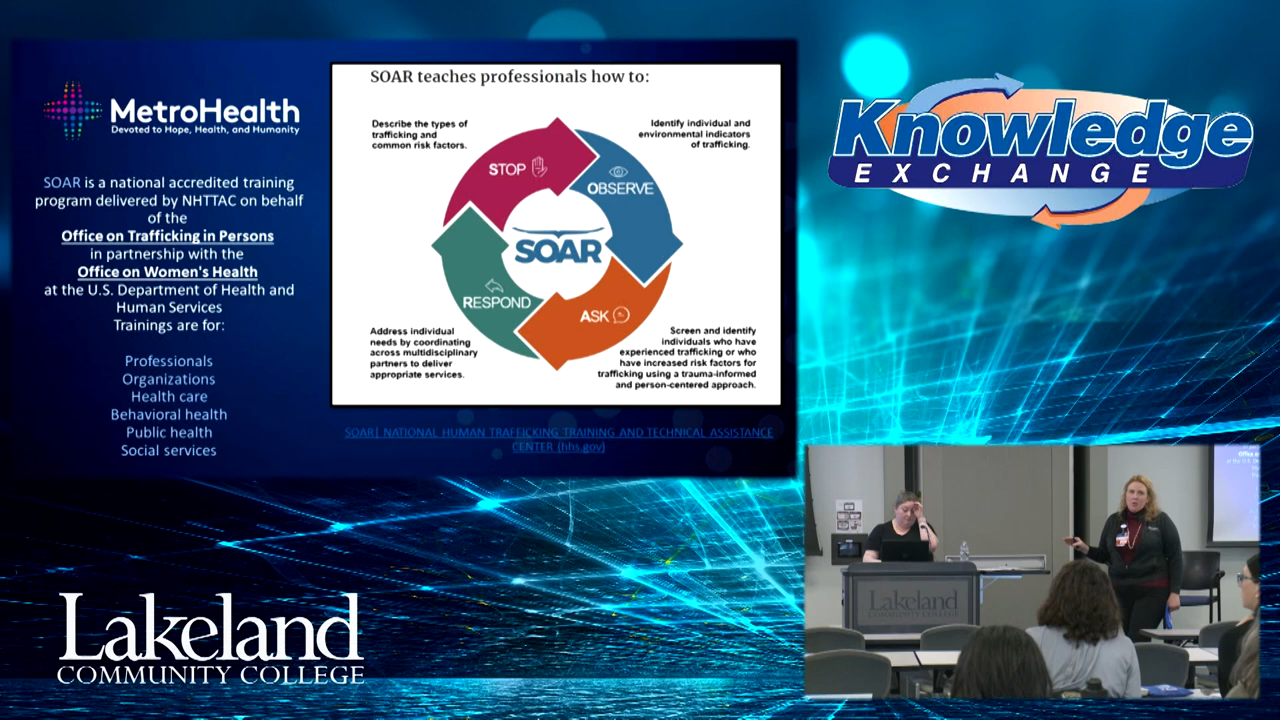 MetroHealth
Devoted to Hope, Health, and Humanity
SOAR is a national accredited training
program delivered by NHTTAC on behalf
of the
Office on Trafficking in Persons
in partnership with the
Office on Women's Health
at the U.S. Department of Health and
Human Services
Trainings are for:
Professionals
Organizations
Health care
Behavioral health
Public health
Social services
SOAR teaches professionals how to:
Describe the types of
trafficking and
common risk factors.
Identify individual and
environmental indicators
of trafficking.
STOP
OBSERVE
SOAR
RESPOND
ASK
Address individual
needs by coordinating
across multidisciplinary
partners to deliver
appropriate services.
Screen and identify
individuals who have
experienced trafficking or who
have increased risk factors for
trafficking using a trauma-informed
and person-centered approach.
SOAR| NATIONAL HUMAN TRAFFICKING TRAINING AND TECHNICAL ASSISTANCE
CENTER (hhs.gov)
Knowledge
EXCHANGE
Lakeland
COMMUNITY COLLEGE
Lakeland
COMMUNITY COLLEGE